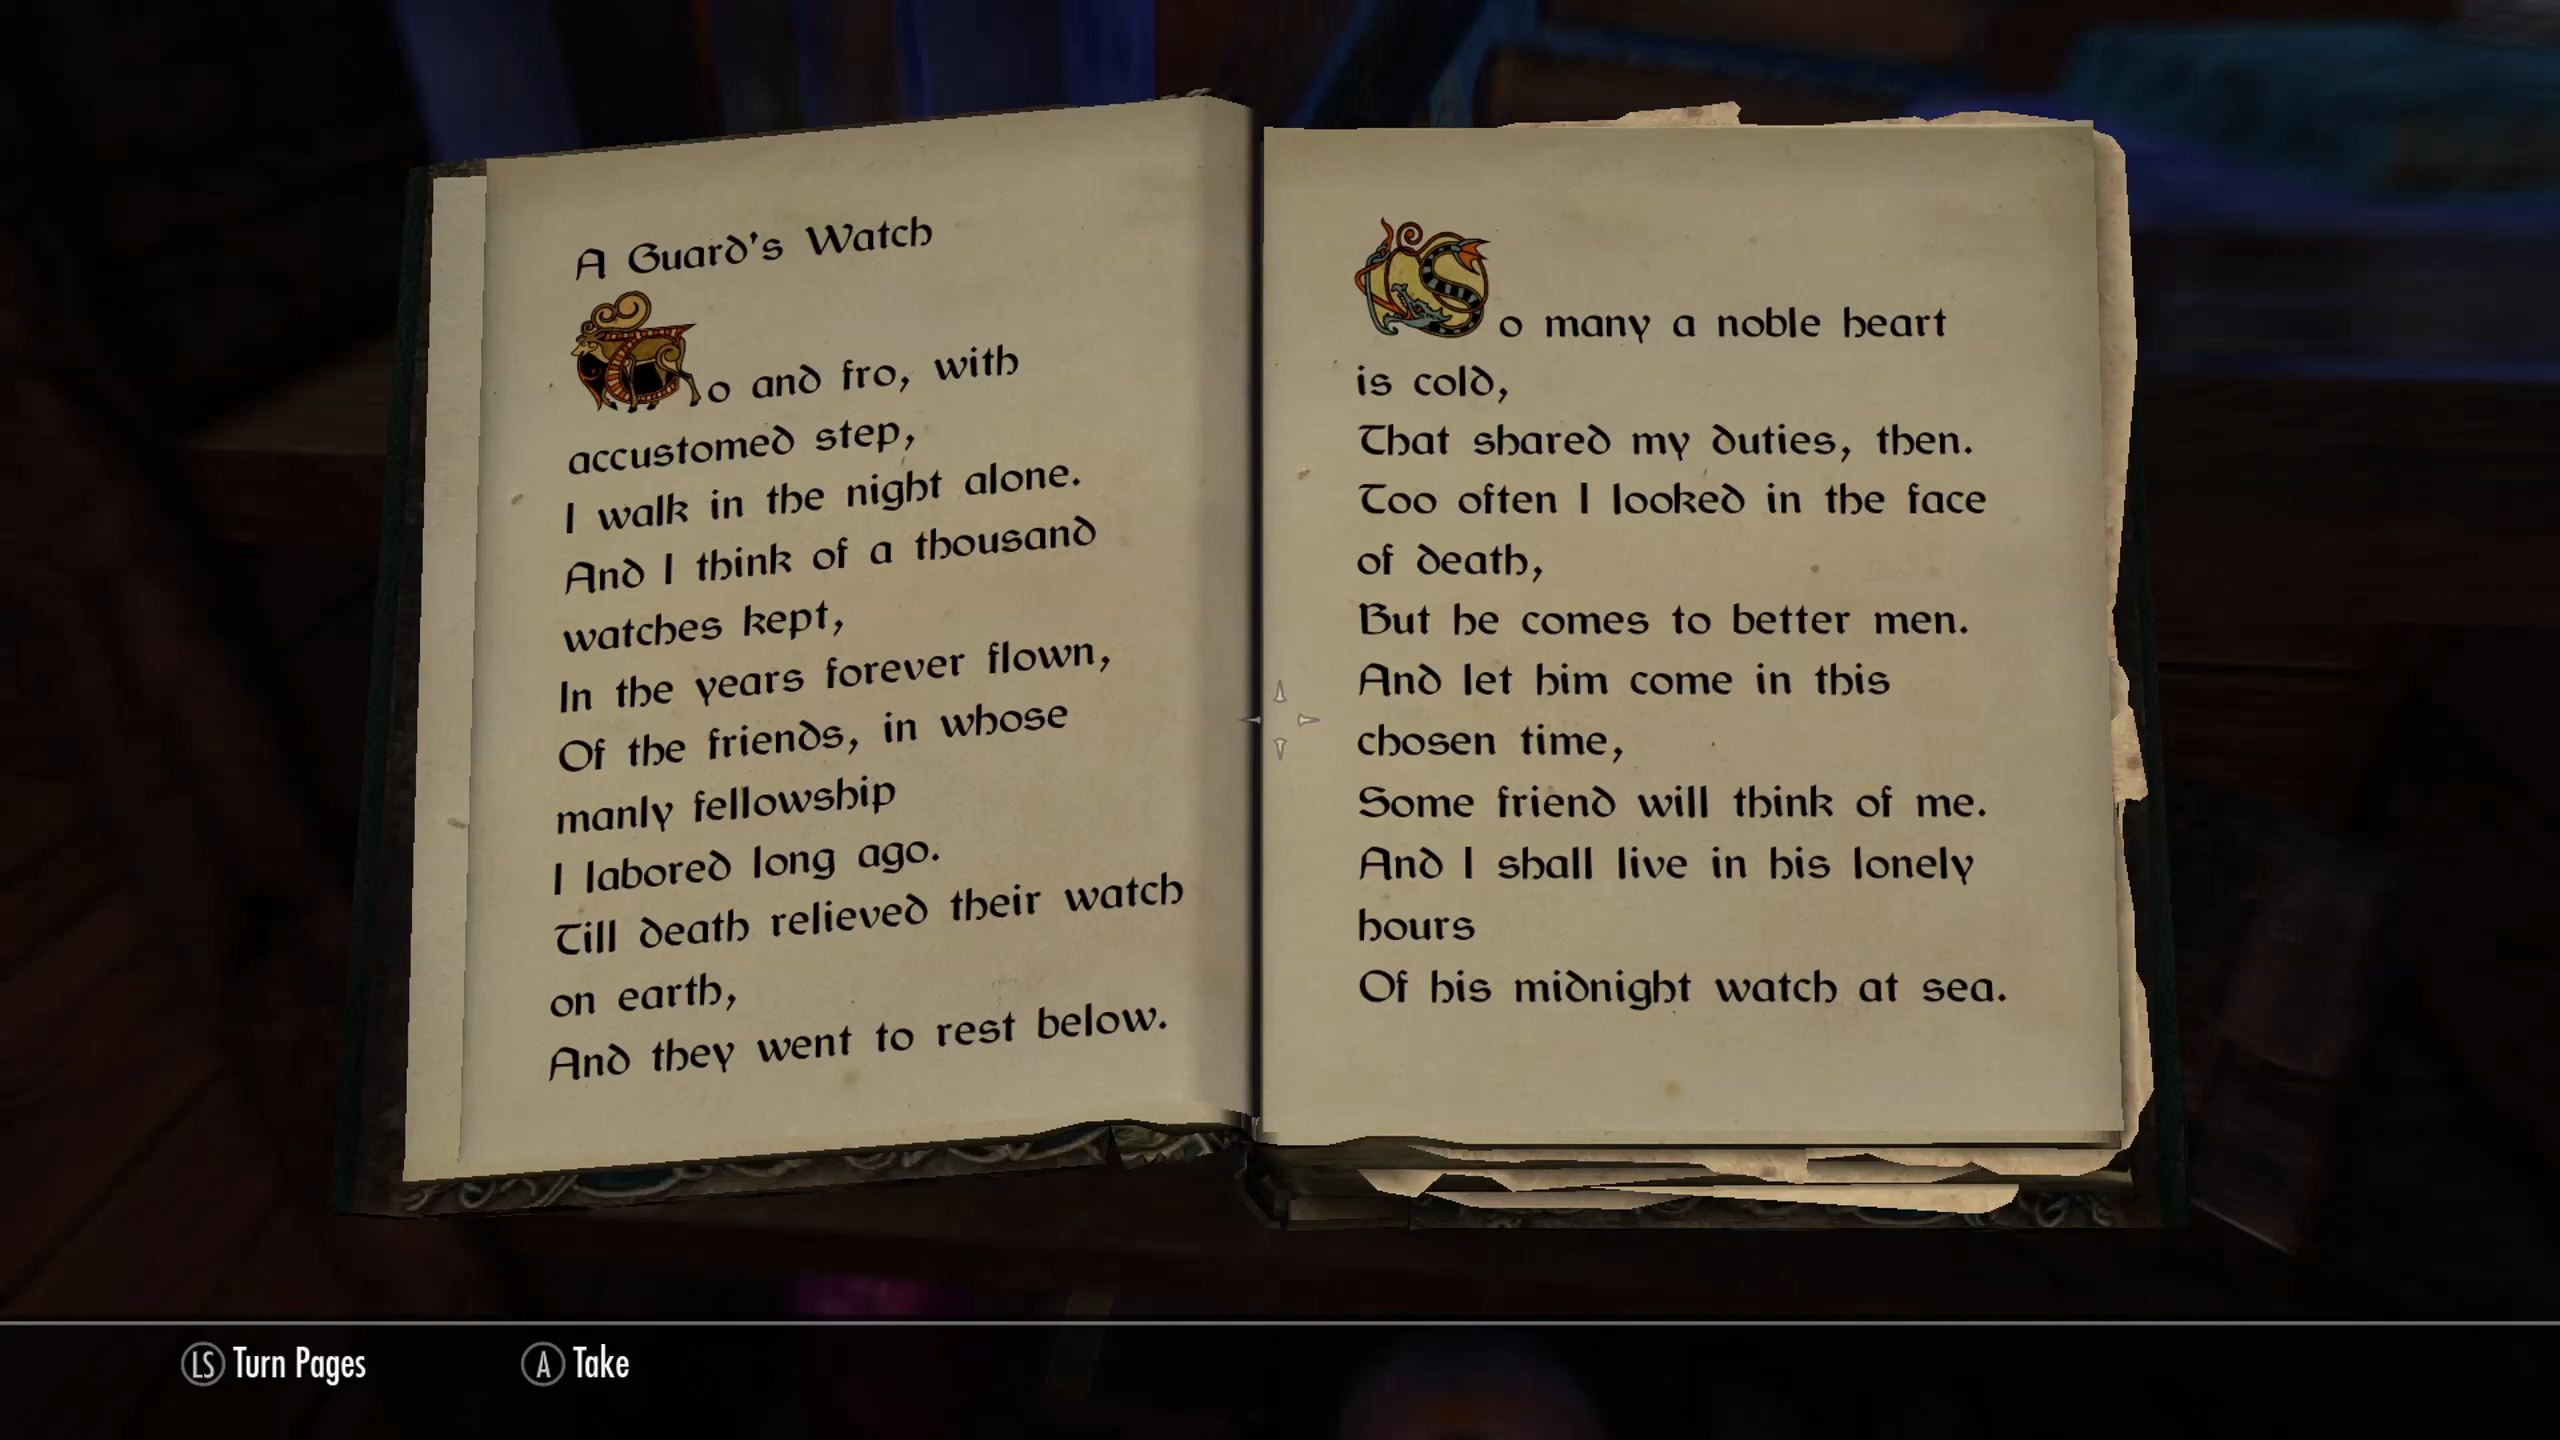 A Guard's Watch
To and fro, with
accustomed step,
I walk in the night alone.
And I think of a thousand
watches kept,
In the years forever flown,
Of the friends, in whose
manly fellowship
I labored long ago.
Till death relieved their watch
on earth,
And they went to rest below.
So many a noble heart
is cold,
That shared my duties, then.
Too often I looked in the face
of death,
But he comes to better men.
And let him come in this
chosen time,
Some friend will think of me.
And I shall live in his lonely
hours
Of his midnight watch at sea.
LS Turn Pages
A Take